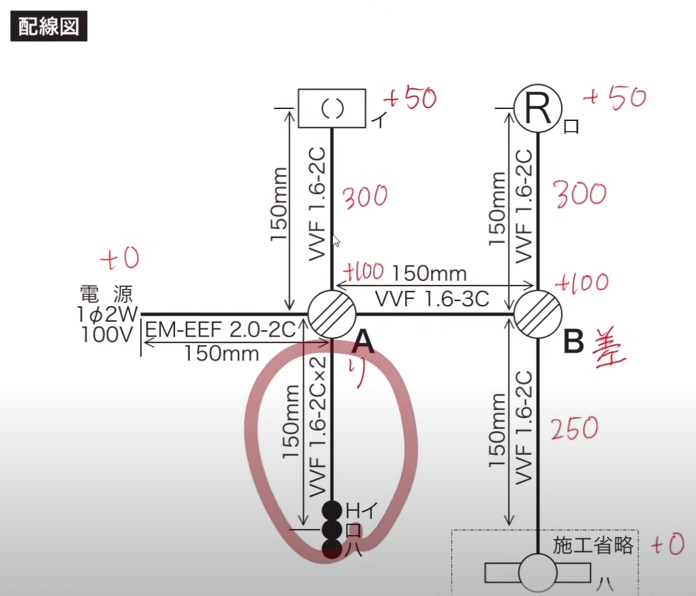 配線図
( )
イ
+50
R
ロ
+50
150mm
VVF 1.6-2C
300
150mm
VVF 1.6-2C
300
+0
電 源
1φ2W
100V
+100
150mm
VVF 1.6-3C
+100
EM-EEF 2.0-2C
150mm
A
り
B
差
150mm
VVF 1.6-2C×2
150mm
VVF 1.6-2C
250
Hイ
ロ
ハ
施工省略
+0
ハ